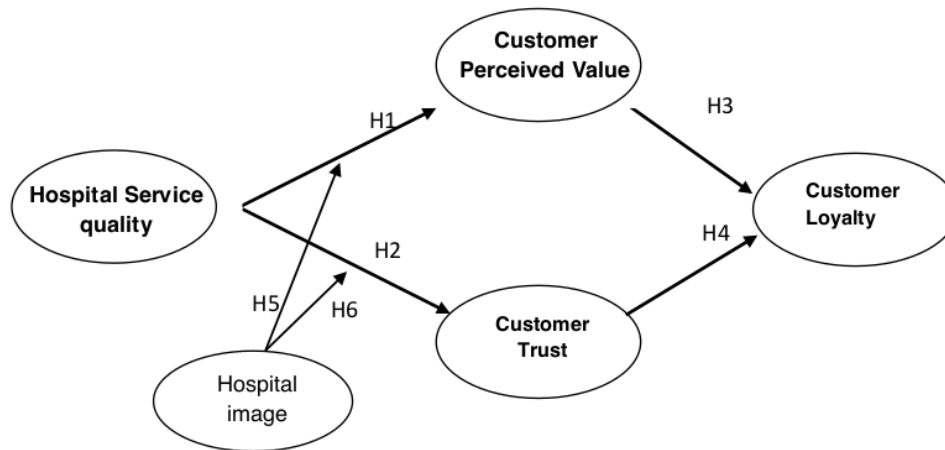 Customer
Perceived Value
H1
H3
Hospital Service
quality
Customer
Loyalty
H2
H4
H5
H6
Customer
Trust
Hospital
image